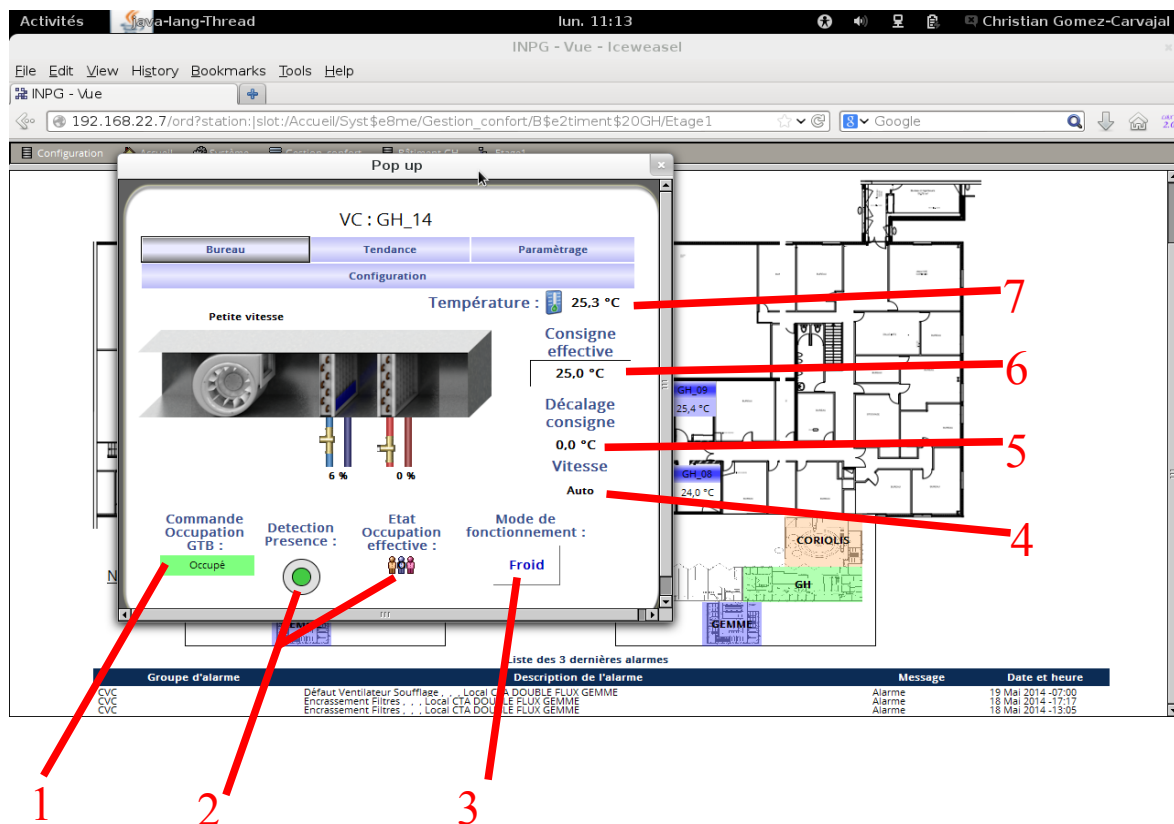 Activités
java-lang-Thread
lun. 11:13
Christian Gomez-Carvajal
INPG - Vue - Iceweasel
File Edit View History Bookmarks Tools Help
INPG - Vue
192.168.22.7/ord?station:|slot:/Accueil/Syst$e8me/Gestion_confort/B$e2timent$20GH/Etage1
Google
Configuration
Pop up
VC : GH_14
Bureau
Tendance
Paramètrage
Configuration
Température : 25,3 °C
7
Petite vitesse
Consigne
effective
25,0 °C
6
GH_09
25,4 °C
Décalage
consigne
0,0 °C
5
Vitesse
Auto
4
6 %
0 %
GH_08
24,0 °C
Commande
Occupation
GTB :
Occupé
Detection
Presence :
Etat
Occupation
effective :
Mode de
fonctionnement :
Froid
CORIOLIS
GH
N
GEMME
GEMME
Liste des 3 dernières alarmes
Groupe d'alarme Description de l'alarme Message Date et heure
CVC Défaut Ventilateur Soufflage , , , Local CTA DOUBLE FLUX GEMME Alarme 19 Mai 2014 -07:00
CVC Encrassement Filtres , , , Local CTA DOUBLE FLUX GEMME Alarme 18 Mai 2014 -17:17
CVC Encrassement Filtres , , , Local CTA DOUBLE FLUX GEMME Alarme 18 Mai 2014 -13:05
1
2
3